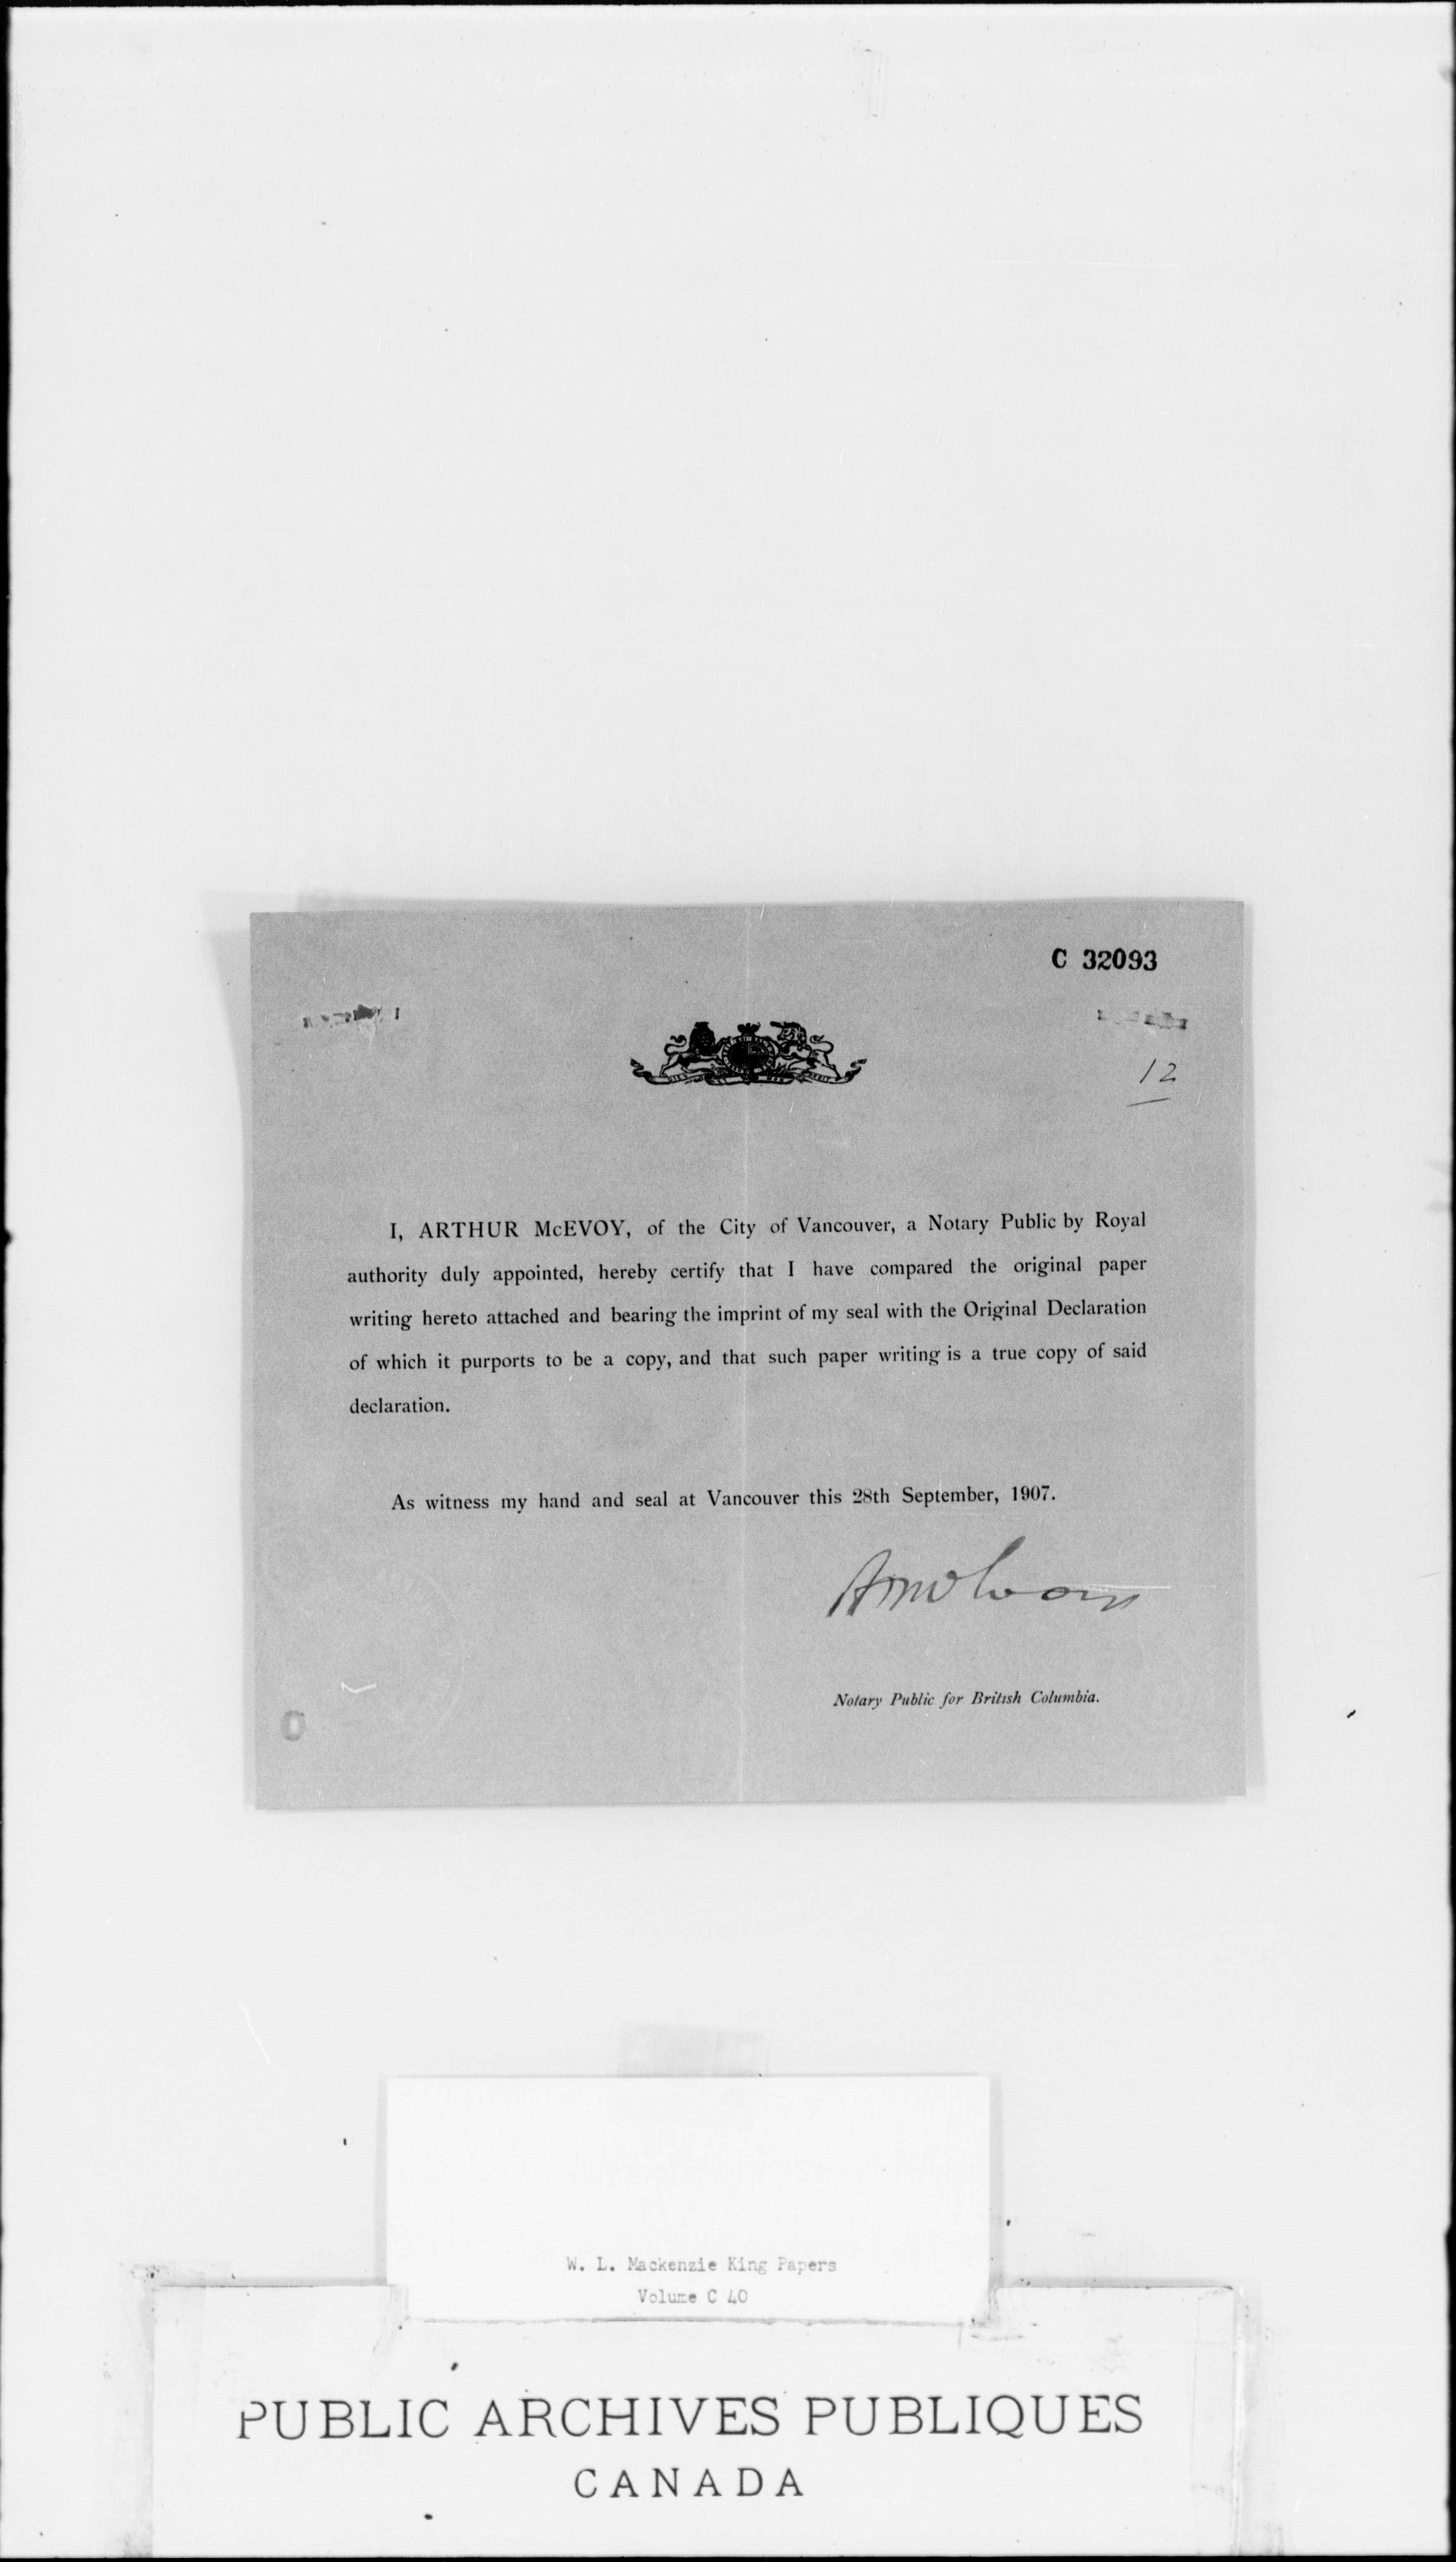 C 32093
12
I, ARTHUR McEVOY, of the City of Vancouver, a Notary Public by Royal
authority duly appointed, hereby certify that I have compared the original paper
writing hereto attached and bearing the imprint of my seal with the Original Declaration
of which it purports to be a copy, and that such paper writing is a true copy of said
declaration.
As witness my hand and seal at Vancouver this 28th September, 1907.
Notary Public for British Columbia.
W. L. Mackenzie King Papers
Volume C 40
PUBLIC ARCHIVES PUBLIQUES
CANADA